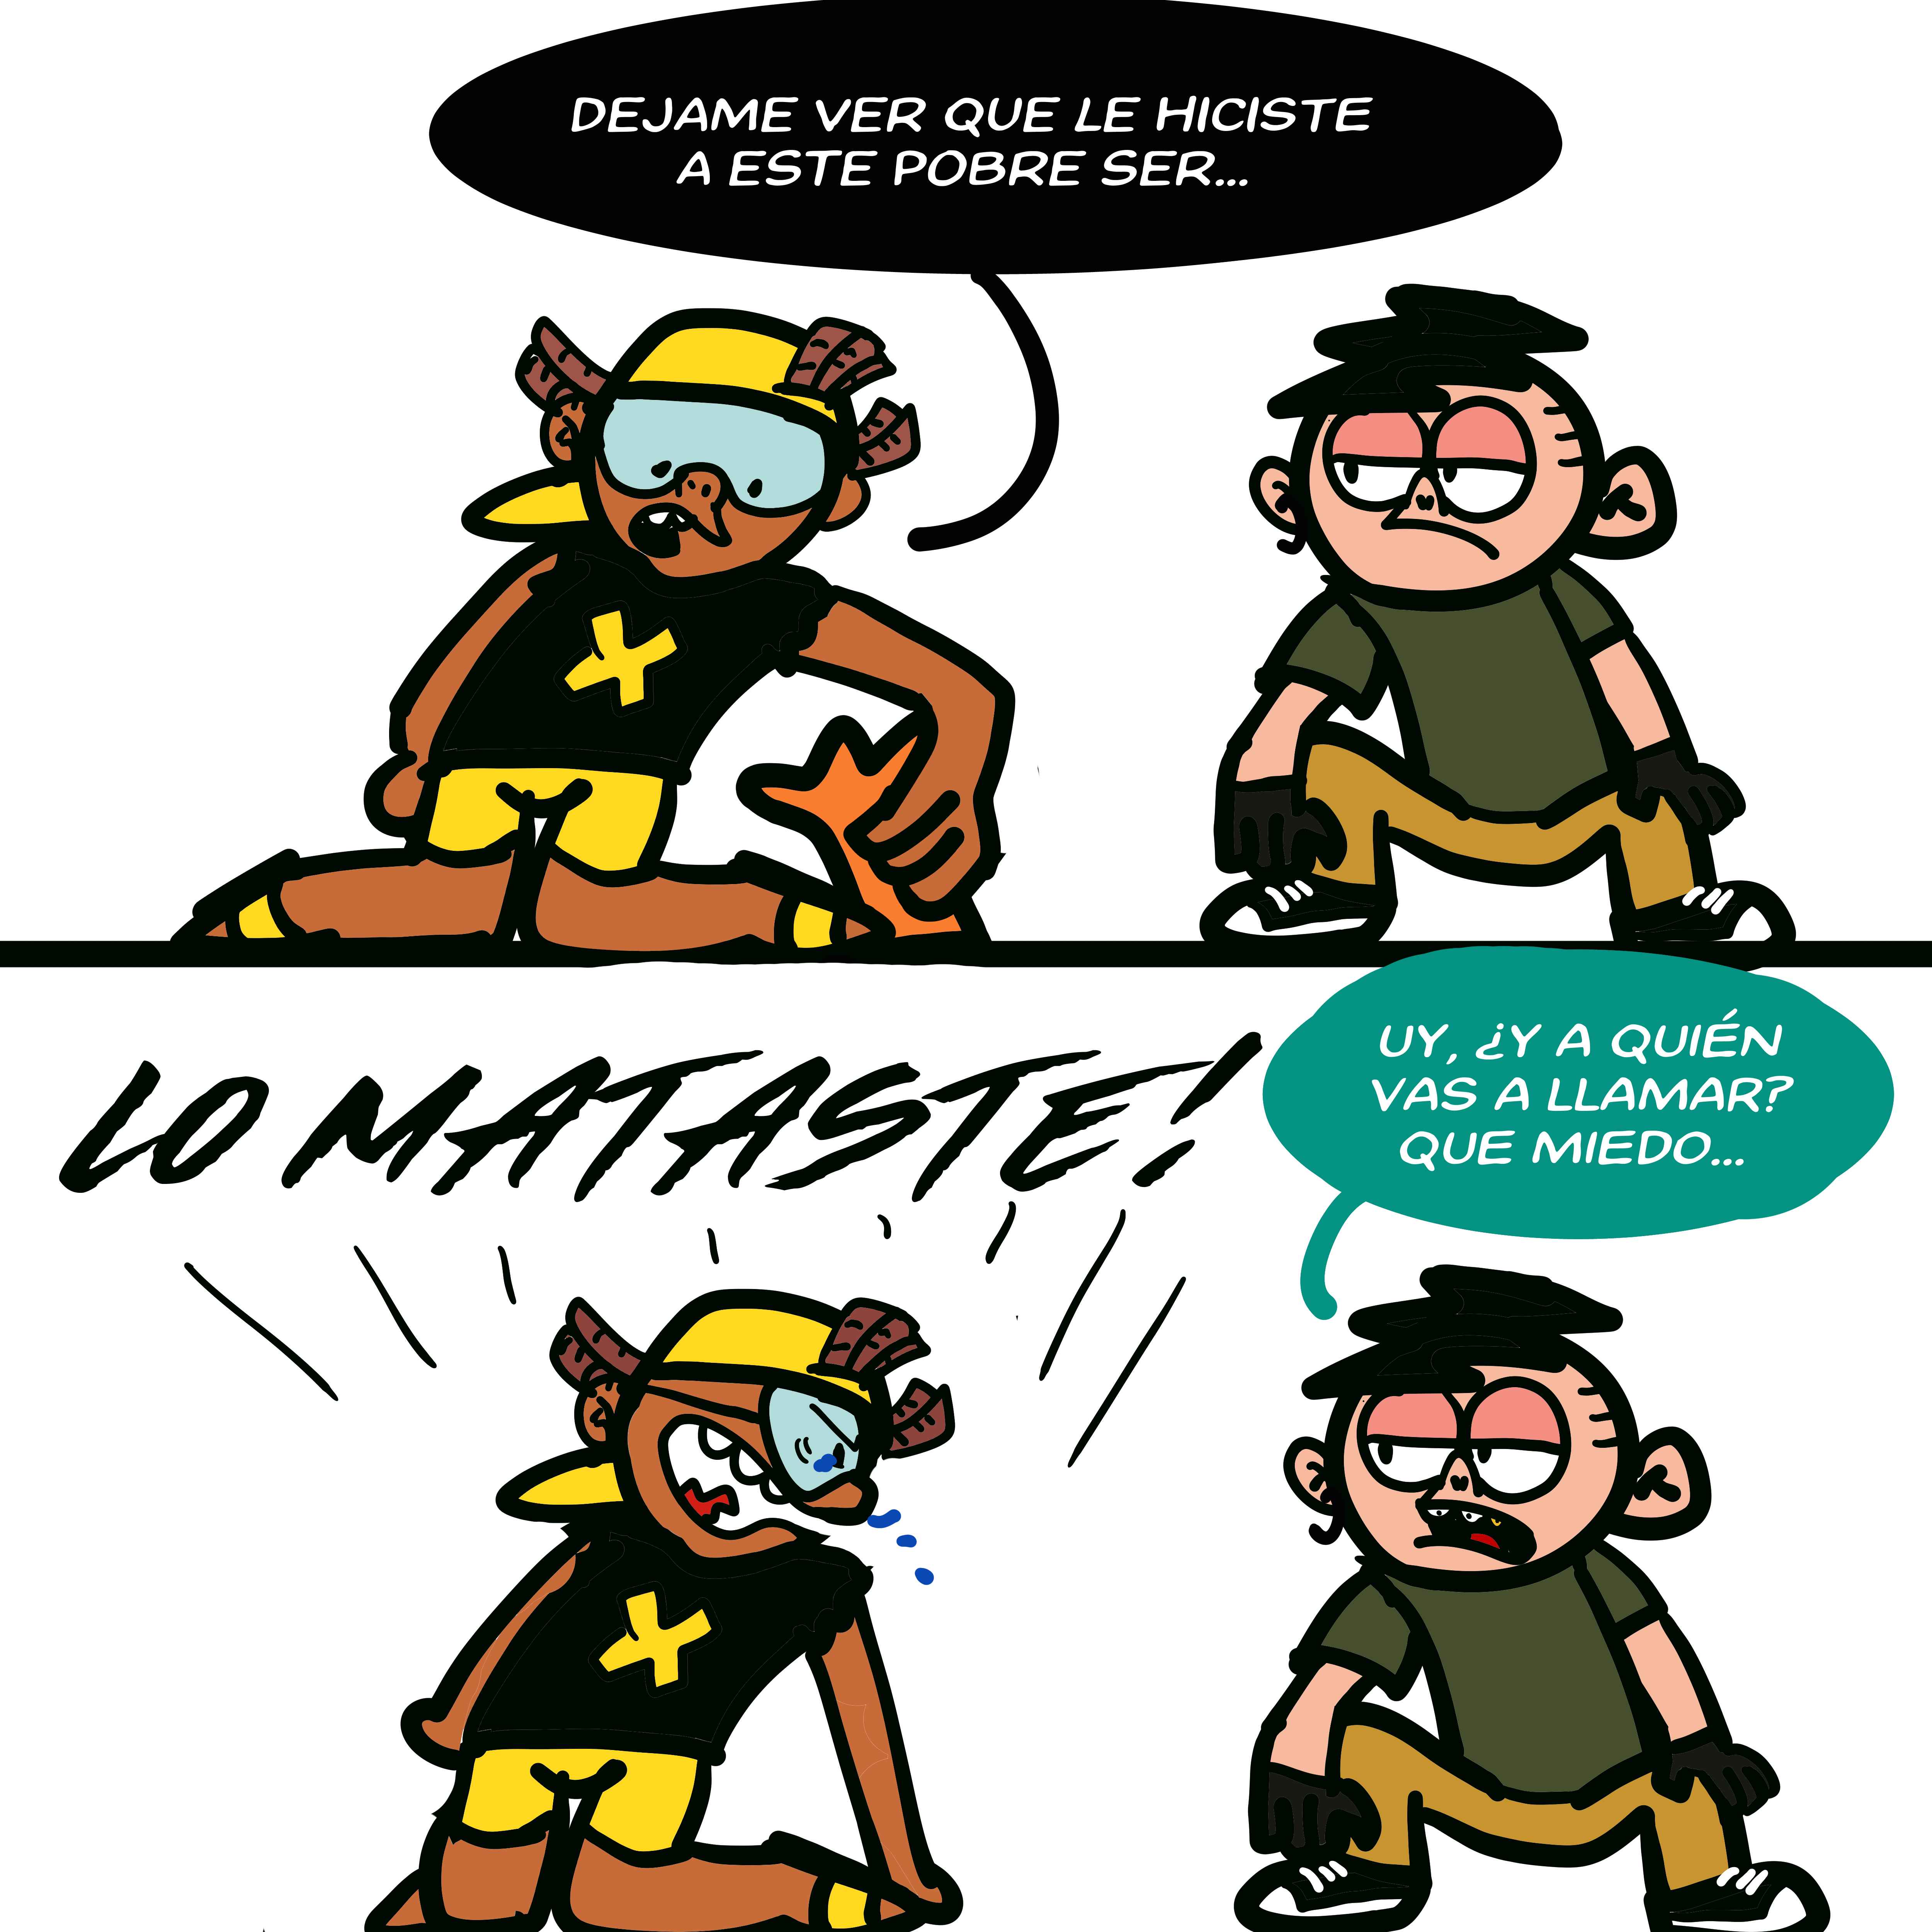 DEJAME VER QUE LE HICISTE
A ESTE POBRE SER...
LO MATASTE!
UY, ¿Y A QUIÉN
VAS A LLAMAR?
QUE MIEDO...